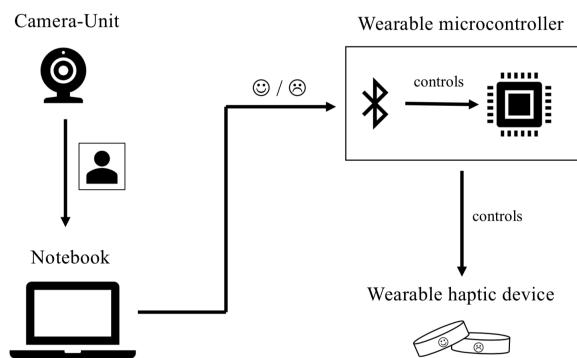 Camera-Unit
Wearable microcontroller
☺ / ☹
controls
controls
Notebook
Wearable haptic device